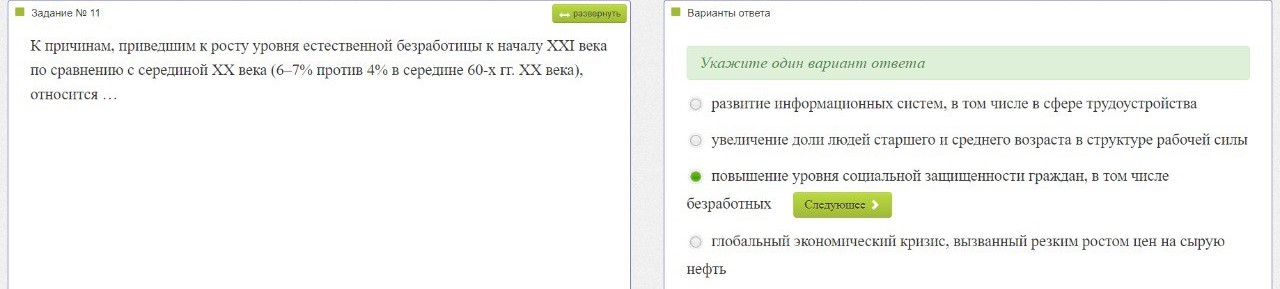 Задание № 11
развернуть
К причинам, приведшим к росту уровня естественной безработицы к началу XXI века
по сравнению с серединой XX века (6–7% против 4% в середине 60-х гг. XX века),
относится …
Варианты ответа
Укажите один вариант ответа
развитие информационных систем, в том числе в сфере трудоустройства
увеличение доли людей старшего и среднего возраста в структуре рабочей силы
повышение уровня социальной защищенности граждан, в том числе
безработных
Следующее
глобальный экономический кризис, вызванный резким ростом цен на сырую
нефть